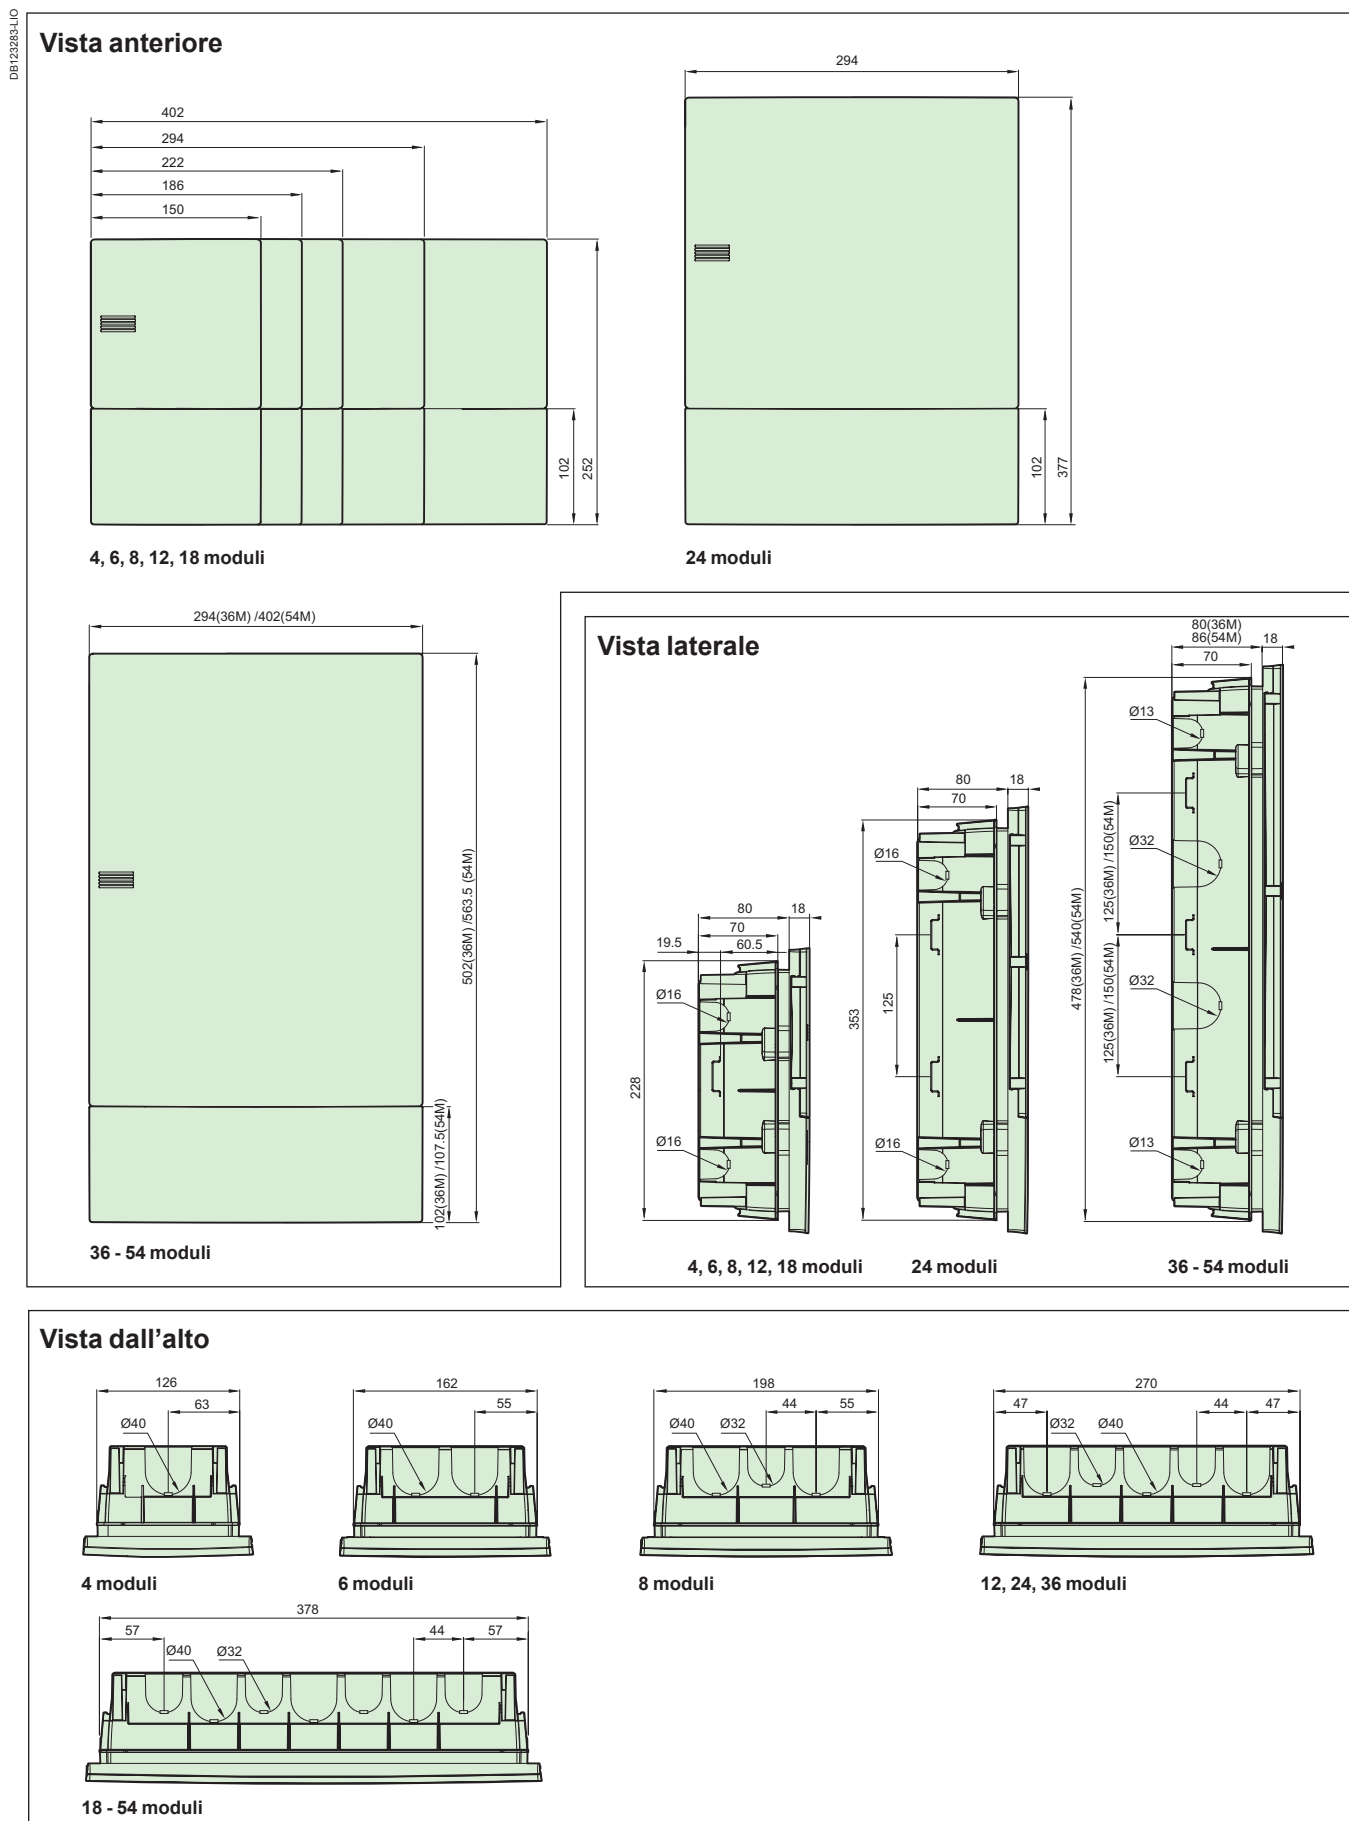 DB123283-LIO
Vista anteriore
402
294
222
186
150
102
252
4, 6, 8, 12, 18 moduli
294
102
377
24 moduli
294(36M) /402(54M)
502(36M) /563.5 (54M)
102(36M) /107.5(54M)
36 - 54 moduli
Vista laterale
80 18
70
19.5 60.5
Ø16
228
Ø16
4, 6, 8, 12, 18 moduli
80 18
70
Ø16
353
125
Ø16
24 moduli
80(36M)
86(54M) 18
70
Ø13
125(36M) /150(54M)
Ø32
478(36M) /540(54M)
Ø32
125(36M) /150(54M)
Ø13
36 - 54 moduli
Vista dall’alto
126
63
Ø40
4 moduli
162
55
Ø40
6 moduli
198
44 55
Ø40 Ø32
8 moduli
270
47 44 47
Ø32 Ø40
12, 24, 36 moduli
378
57 44 57
Ø40 Ø32
18 - 54 moduli